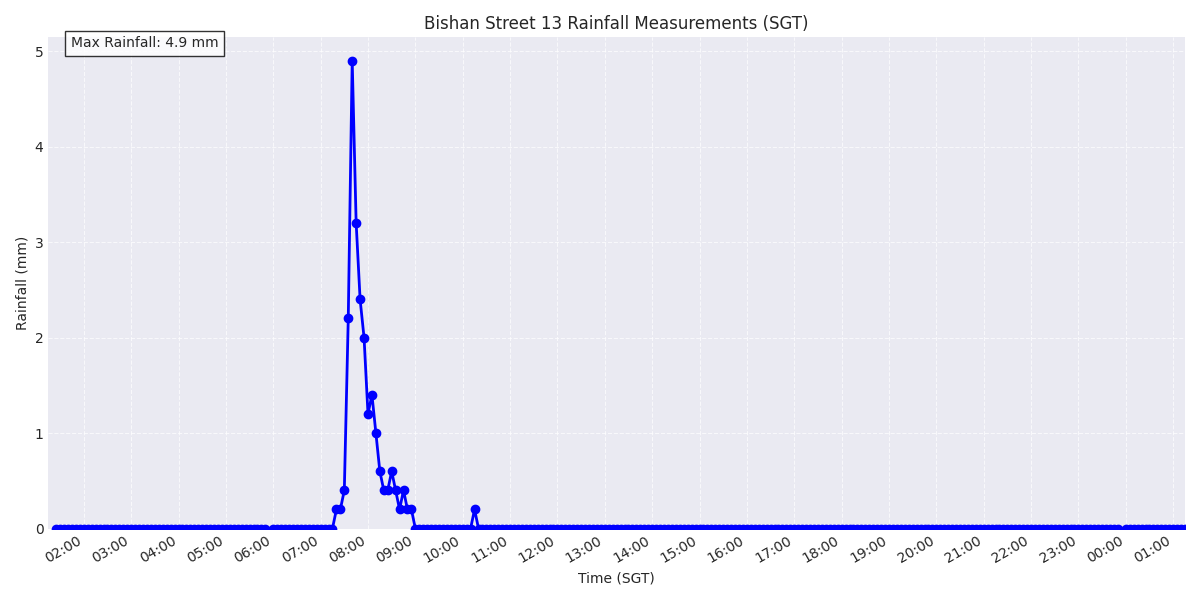 Bishan Street 13 Rainfall Measurements (SGT)
Max Rainfall: 4.9 mm
Rainfall (mm)
5
4
3
2
1
0
02:00 03:00 04:00 05:00 06:00 07:00 08:00 09:00 10:00 11:00 12:00 13:00 14:00 15:00 16:00 17:00 18:00 19:00 20:00 21:00 22:00 23:00 00:00 01:00
Time (SGT)